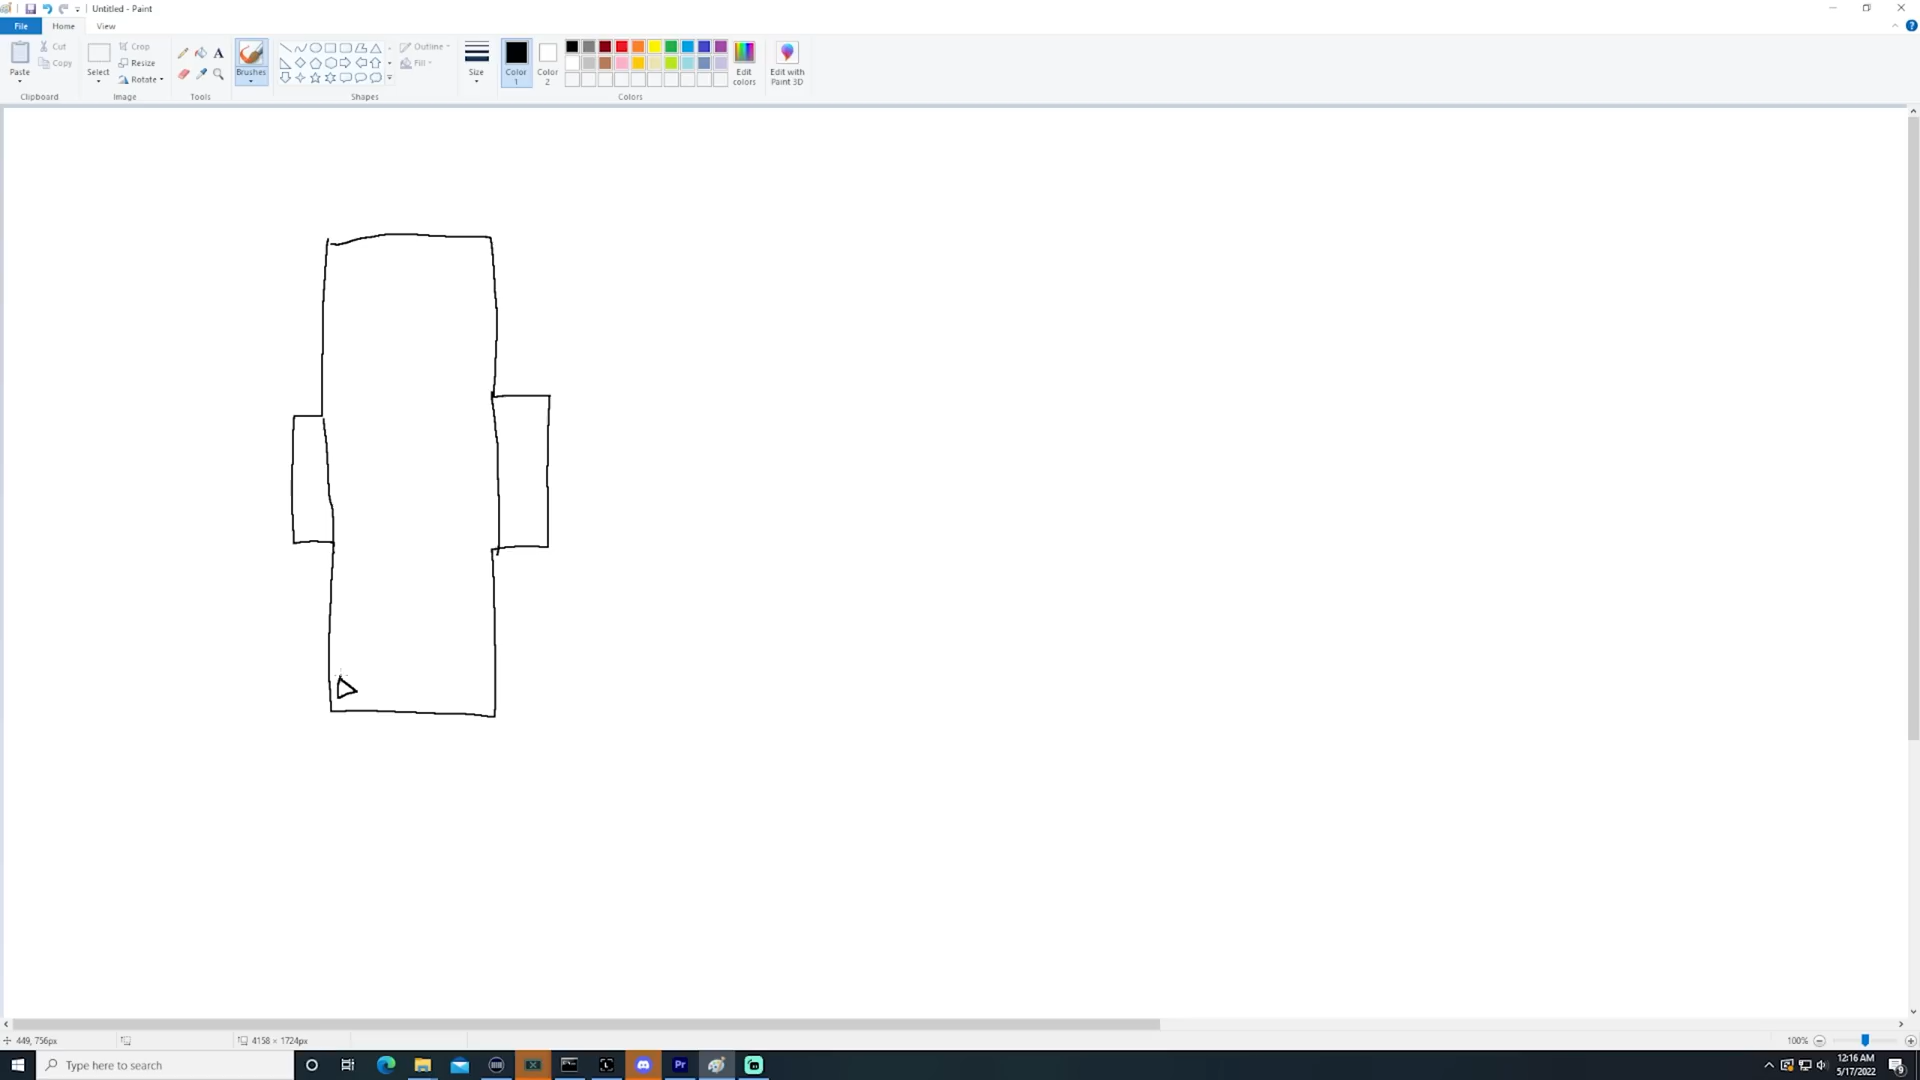 Untitled - Paint
File Home View
Paste
Cut
Copy
Clipboard
Select
Crop
Resize
Rotate
Image
A
Tools
Brushes
Outline
Fill
Shapes
Size
Color 1
Color 2
Edit colors
Colors
Edit with Paint 3D
449, 756px
4158 × 1724px
100%
Type here to search
Pr
12:16 AM
5/17/2022
9